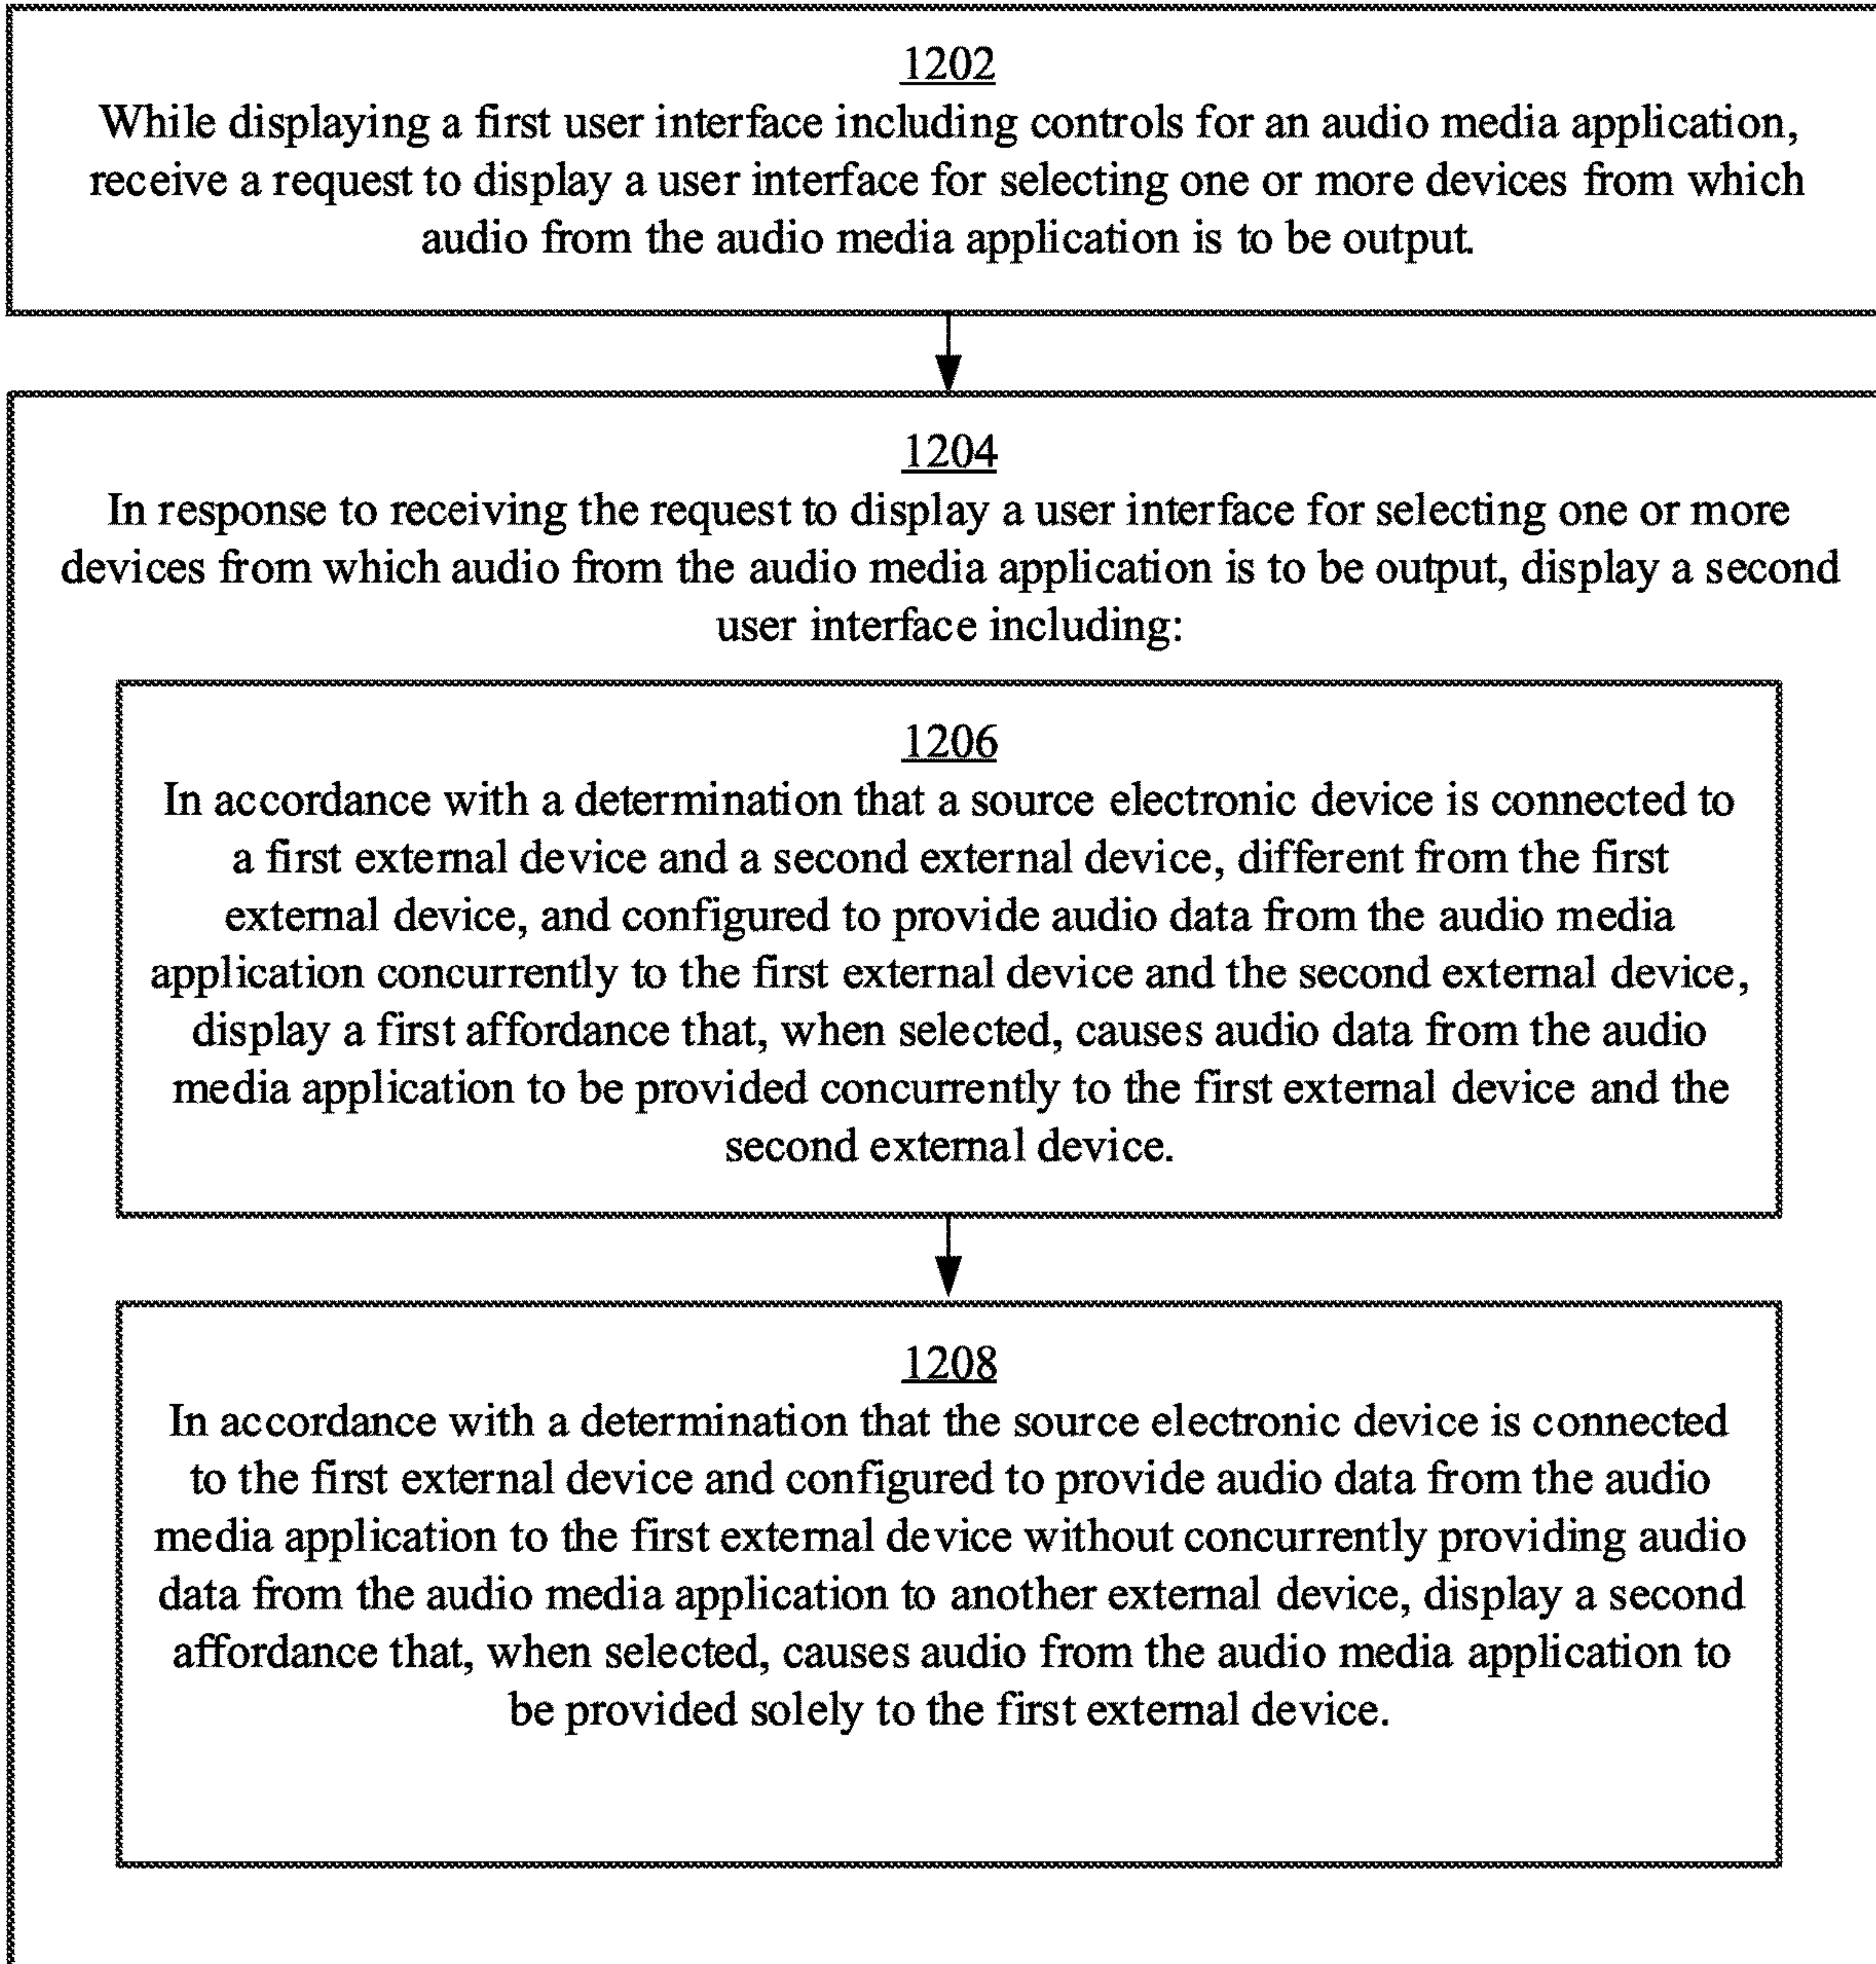 1202
While displaying a first user interface including controls for an audio media application,
receive a request to display a user interface for selecting one or more devices from which
audio from the audio media application is to be output.
1204
In response to receiving the request to display a user interface for selecting one or more
devices from which audio from the audio media application is to be output, display a second
user interface including:
1206
In accordance with a determination that a source electronic device is connected to
a first external device and a second external device, different from the first
external device, and configured to provide audio data from the audio media
application concurrently to the first external device and the second external device,
display a first affordance that, when selected, causes audio data from the audio
media application to be provided concurrently to the first external device and the
second external device.
1208
In accordance with a determination that the source electronic device is connected
to the first external device and configured to provide audio data from the audio
media application to the first external device without concurrently providing audio
data from the audio media application to another external device, display a second
affordance that, when selected, causes audio from the audio media application to
be provided solely to the first external device.